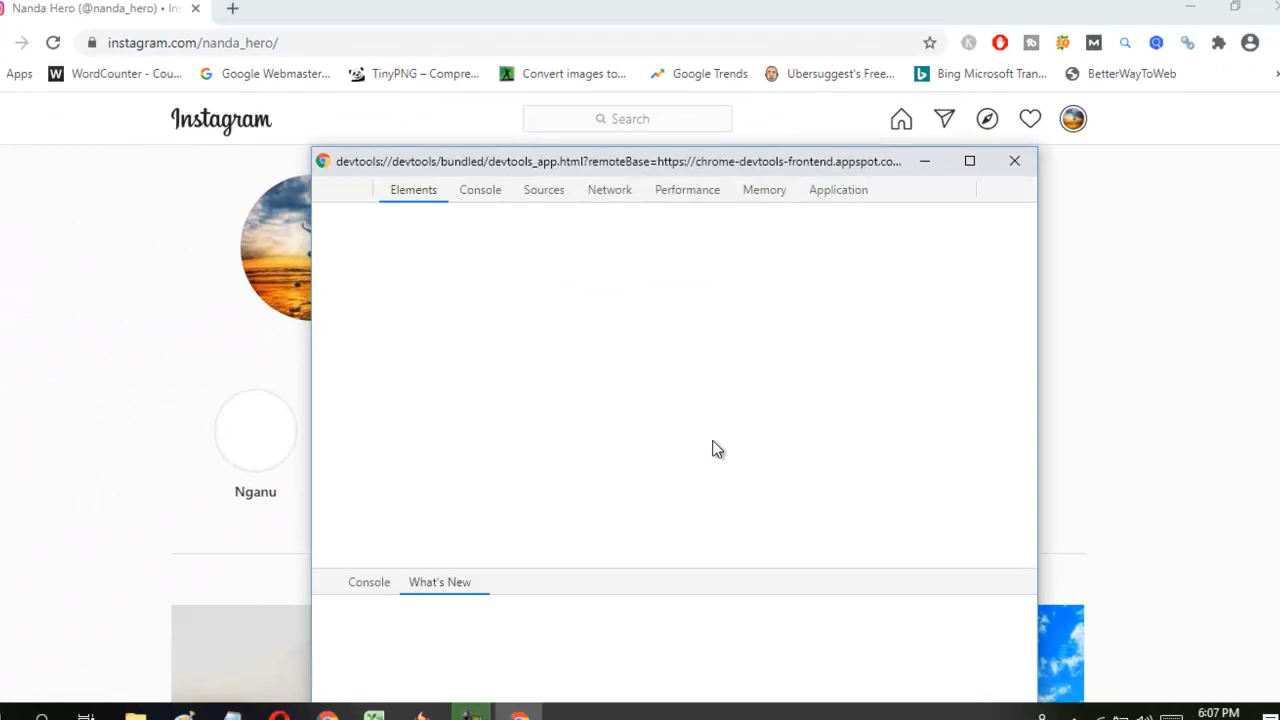 Nanda Hero (@nanda_hero) • In
instagram.com/nanda_hero/
Apps
WordCounter - Cou...
Google Webmaster...
TinyPNG – Compre...
Convert images to...
Google Trends
Ubersuggest's Free...
Bing Microsoft Tran...
BetterWayToWeb
Instagram
Search
devtools://devtools/bundled/devtools_app.html?remoteBase=https://chrome-devtools-frontend.appspot.co...
Elements Console Sources Network Performance Memory Application
Nganu
Console What's New
6:07 PM